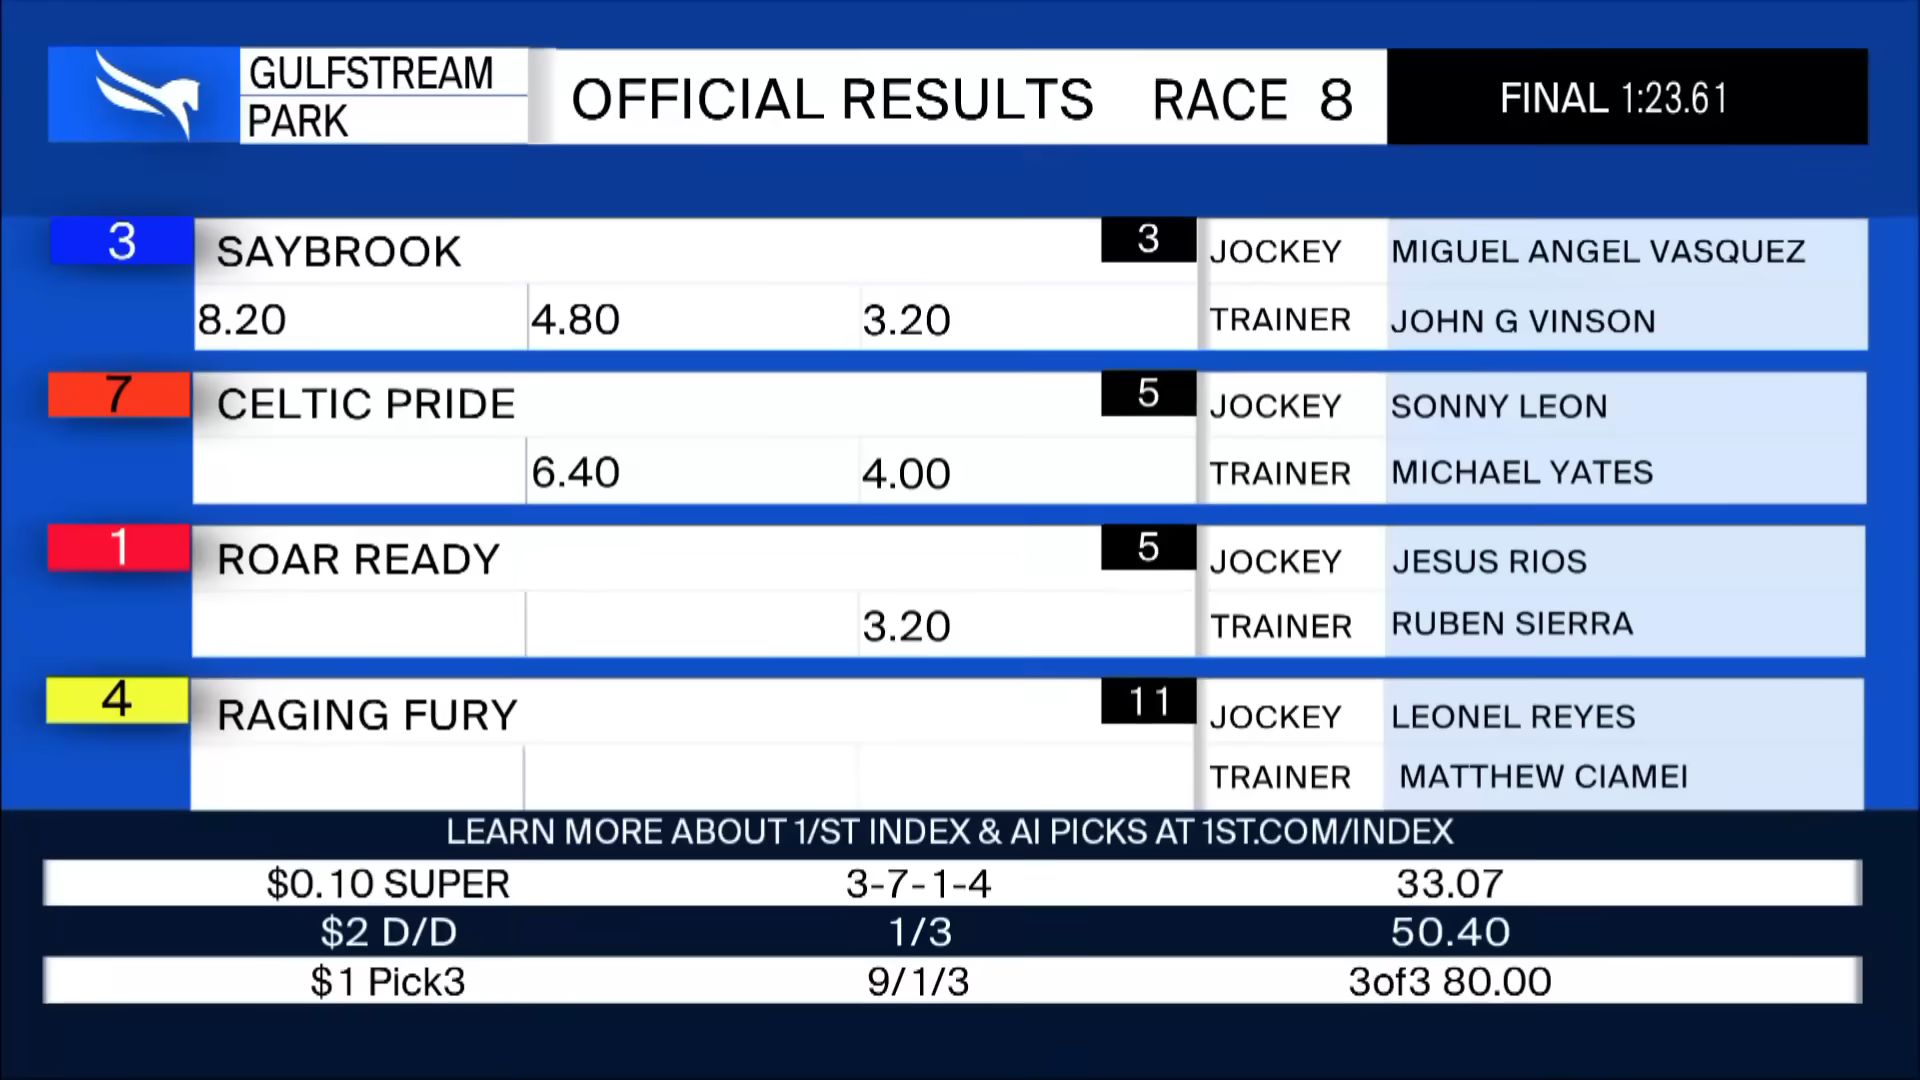 GULFSTREAM
PARK
OFFICIAL RESULTS RACE 8
FINAL 1:23.61
3 SAYBROOK 3 JOCKEY MIGUEL ANGEL VASQUEZ
8.20 4.80 3.20 TRAINER JOHN G VINSON
7 CELTIC PRIDE 5 JOCKEY SONNY LEON
6.40 4.00 TRAINER MICHAEL YATES
1 ROAR READY 5 JOCKEY JESUS RIOS
3.20 TRAINER RUBEN SIERRA
4 RAGING FURY 11 JOCKEY LEONEL REYES
TRAINER MATTHEW CIAMEI
LEARN MORE ABOUT 1/ST INDEX & AI PICKS AT 1ST.COM/INDEX
$0.10 SUPER 3-7-1-4 33.07
$2 D/D 1/3 50.40
$1 Pick3 9/1/3 3of3 80.00